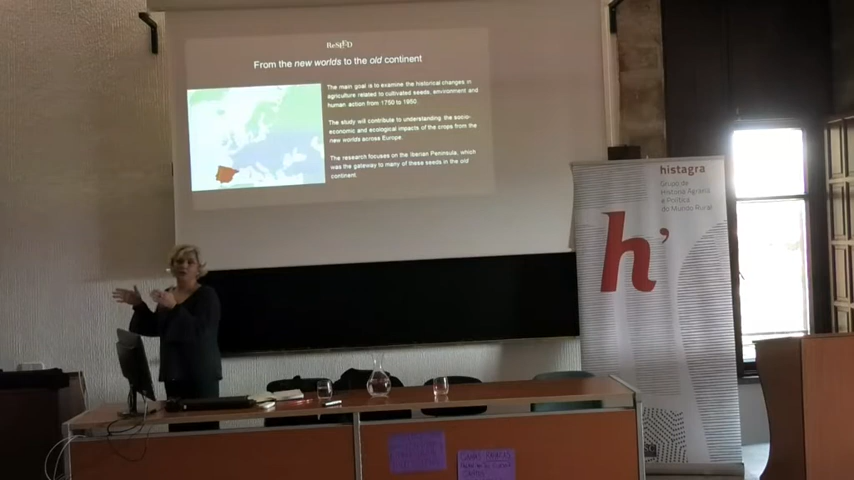 ReSEED
From the new worlds to the old continent
The main goal is to examine the historical changes in
agriculture related to cultivated seeds, environment and
human action from 1750 to 1950.
The study will contribute to understanding the socio-
economic and ecological impacts of the crops from the
new worlds across Europe.
The research focuses on the Iberian Peninsula, which
was the gateway to many of these seeds in the old
continent.
histagra
Grupo de
Historia Agraria
e Política
do Mundo Rural
h'